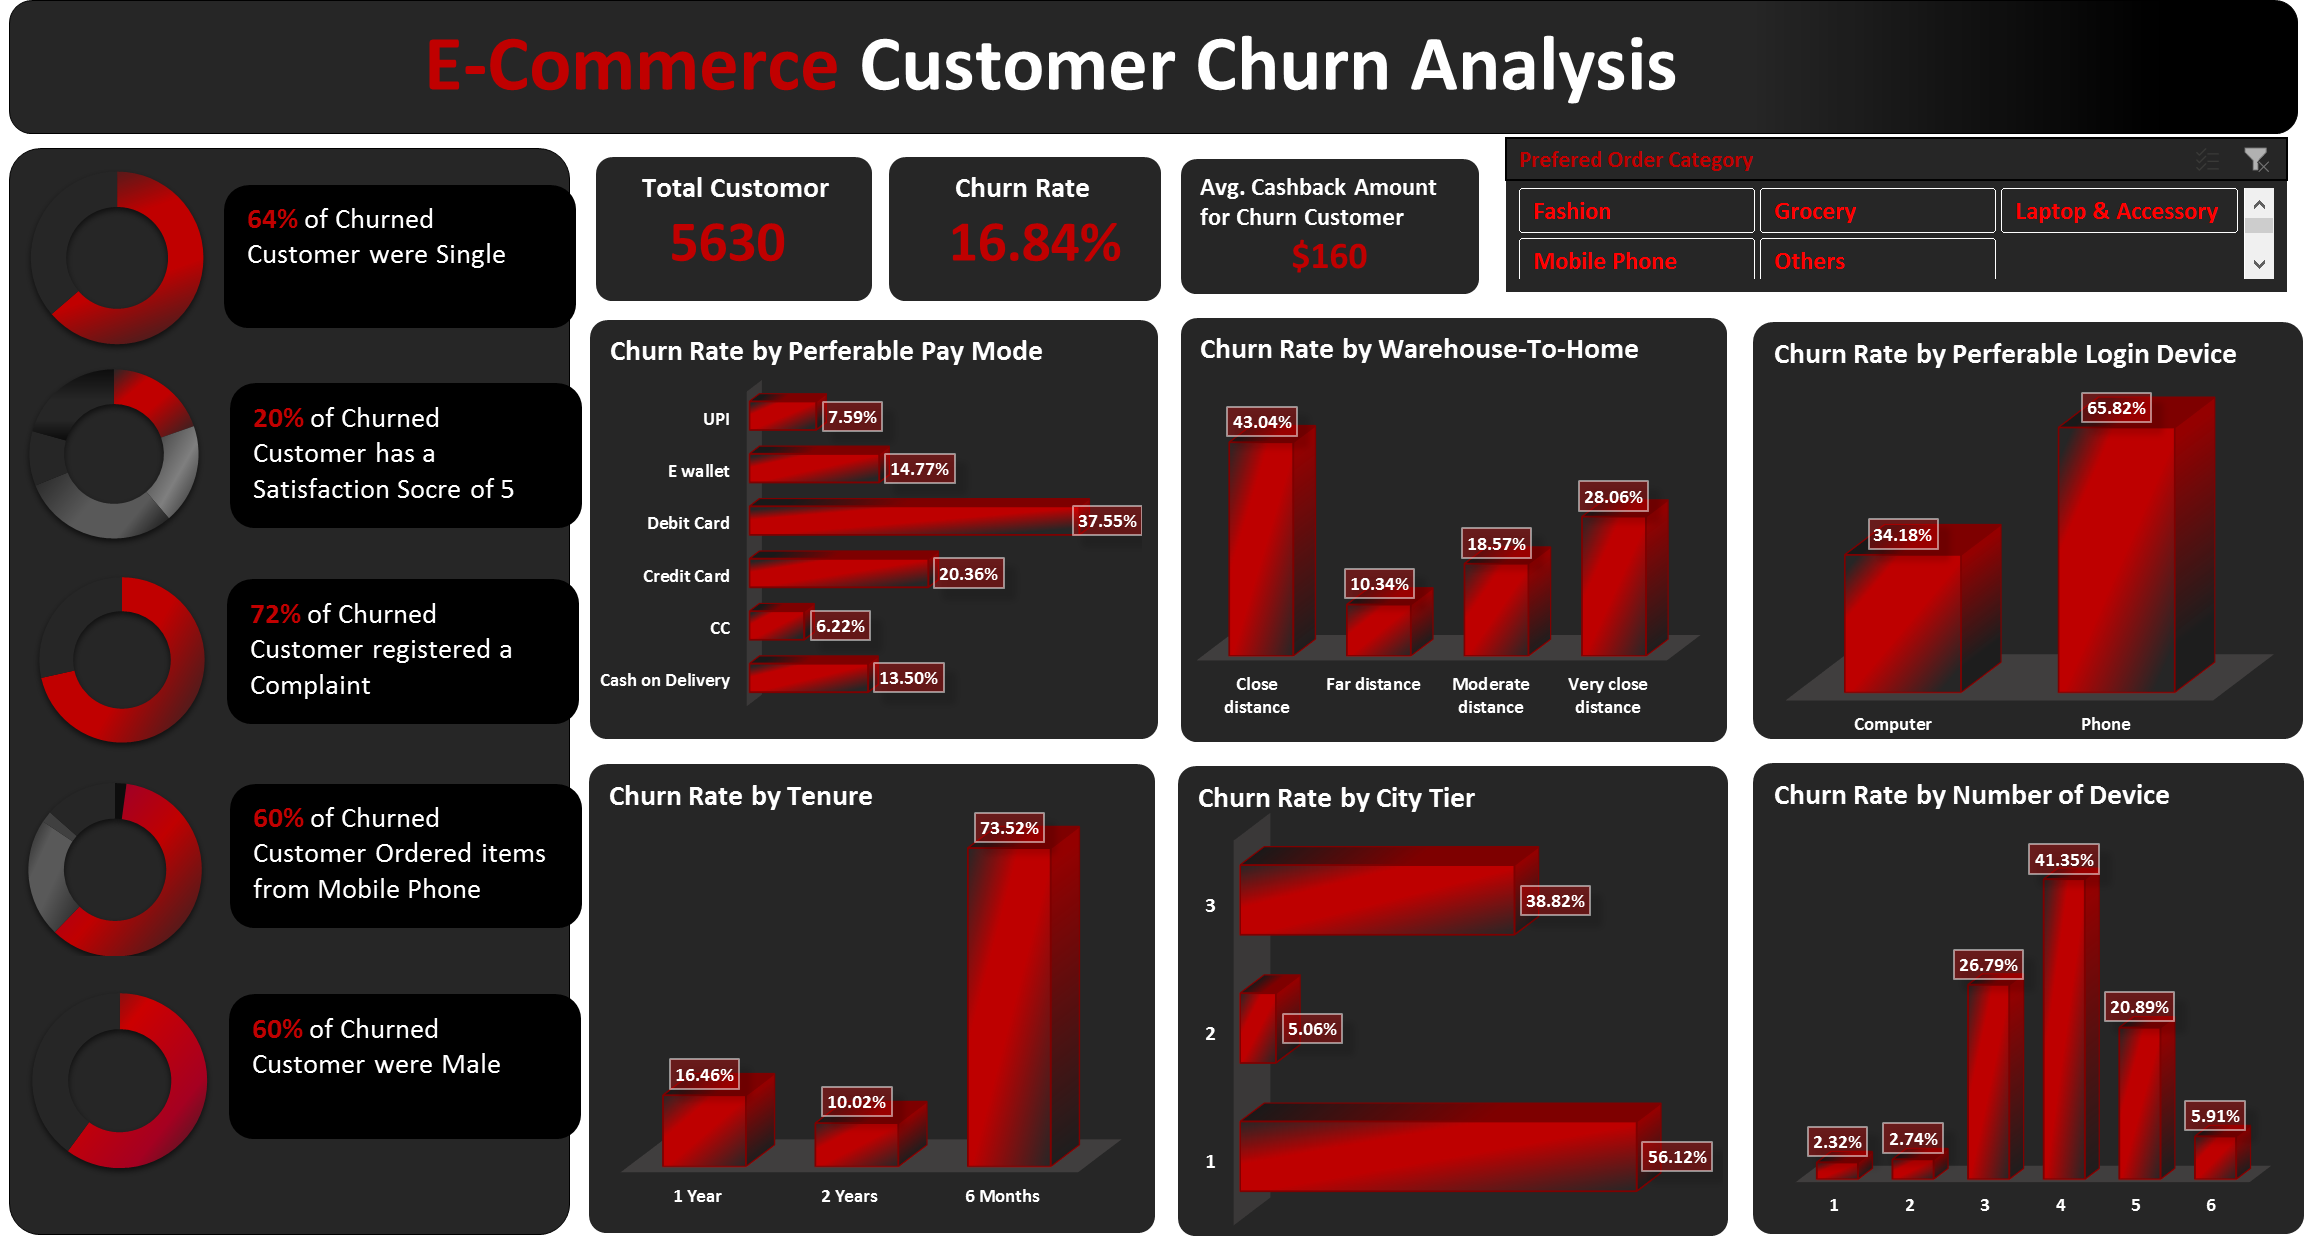 E-Commerce Customer Churn Analysis
64% of Churned
Customer were Single
20% of Churned
Customer has a
Satisfaction Socre of 5
72% of Churned
Customer registered a
Complaint
60% of Churned
Customer Ordered items
from Mobile Phone
60% of Churned
Customer were Male
Total Customor
5630
Churn Rate
16.84%
Avg. Cashback Amount
for Churn Customer
$160
Prefered Order Category
Fashion
Grocery
Laptop & Accessory
Mobile Phone
Others
Churn Rate by Perferable Pay Mode
UPI
7.59%
E wallet
14.77%
Debit Card
37.55%
Credit Card
20.36%
CC
6.22%
Cash on Delivery
13.50%
Churn Rate by Warehouse-To-Home
43.04%
10.34%
18.57%
28.06%
Close
distance
Far distance
Moderate
distance
Very close
distance
Churn Rate by Perferable Login Device
34.18%
65.82%
Computer
Phone
Churn Rate by Tenure
16.46%
10.02%
73.52%
1 Year
2 Years
6 Months
Churn Rate by City Tier
3
38.82%
2
5.06%
1
56.12%
Churn Rate by Number of Device
2.32%
2.74%
26.79%
41.35%
20.89%
5.91%
1
2
3
4
5
6